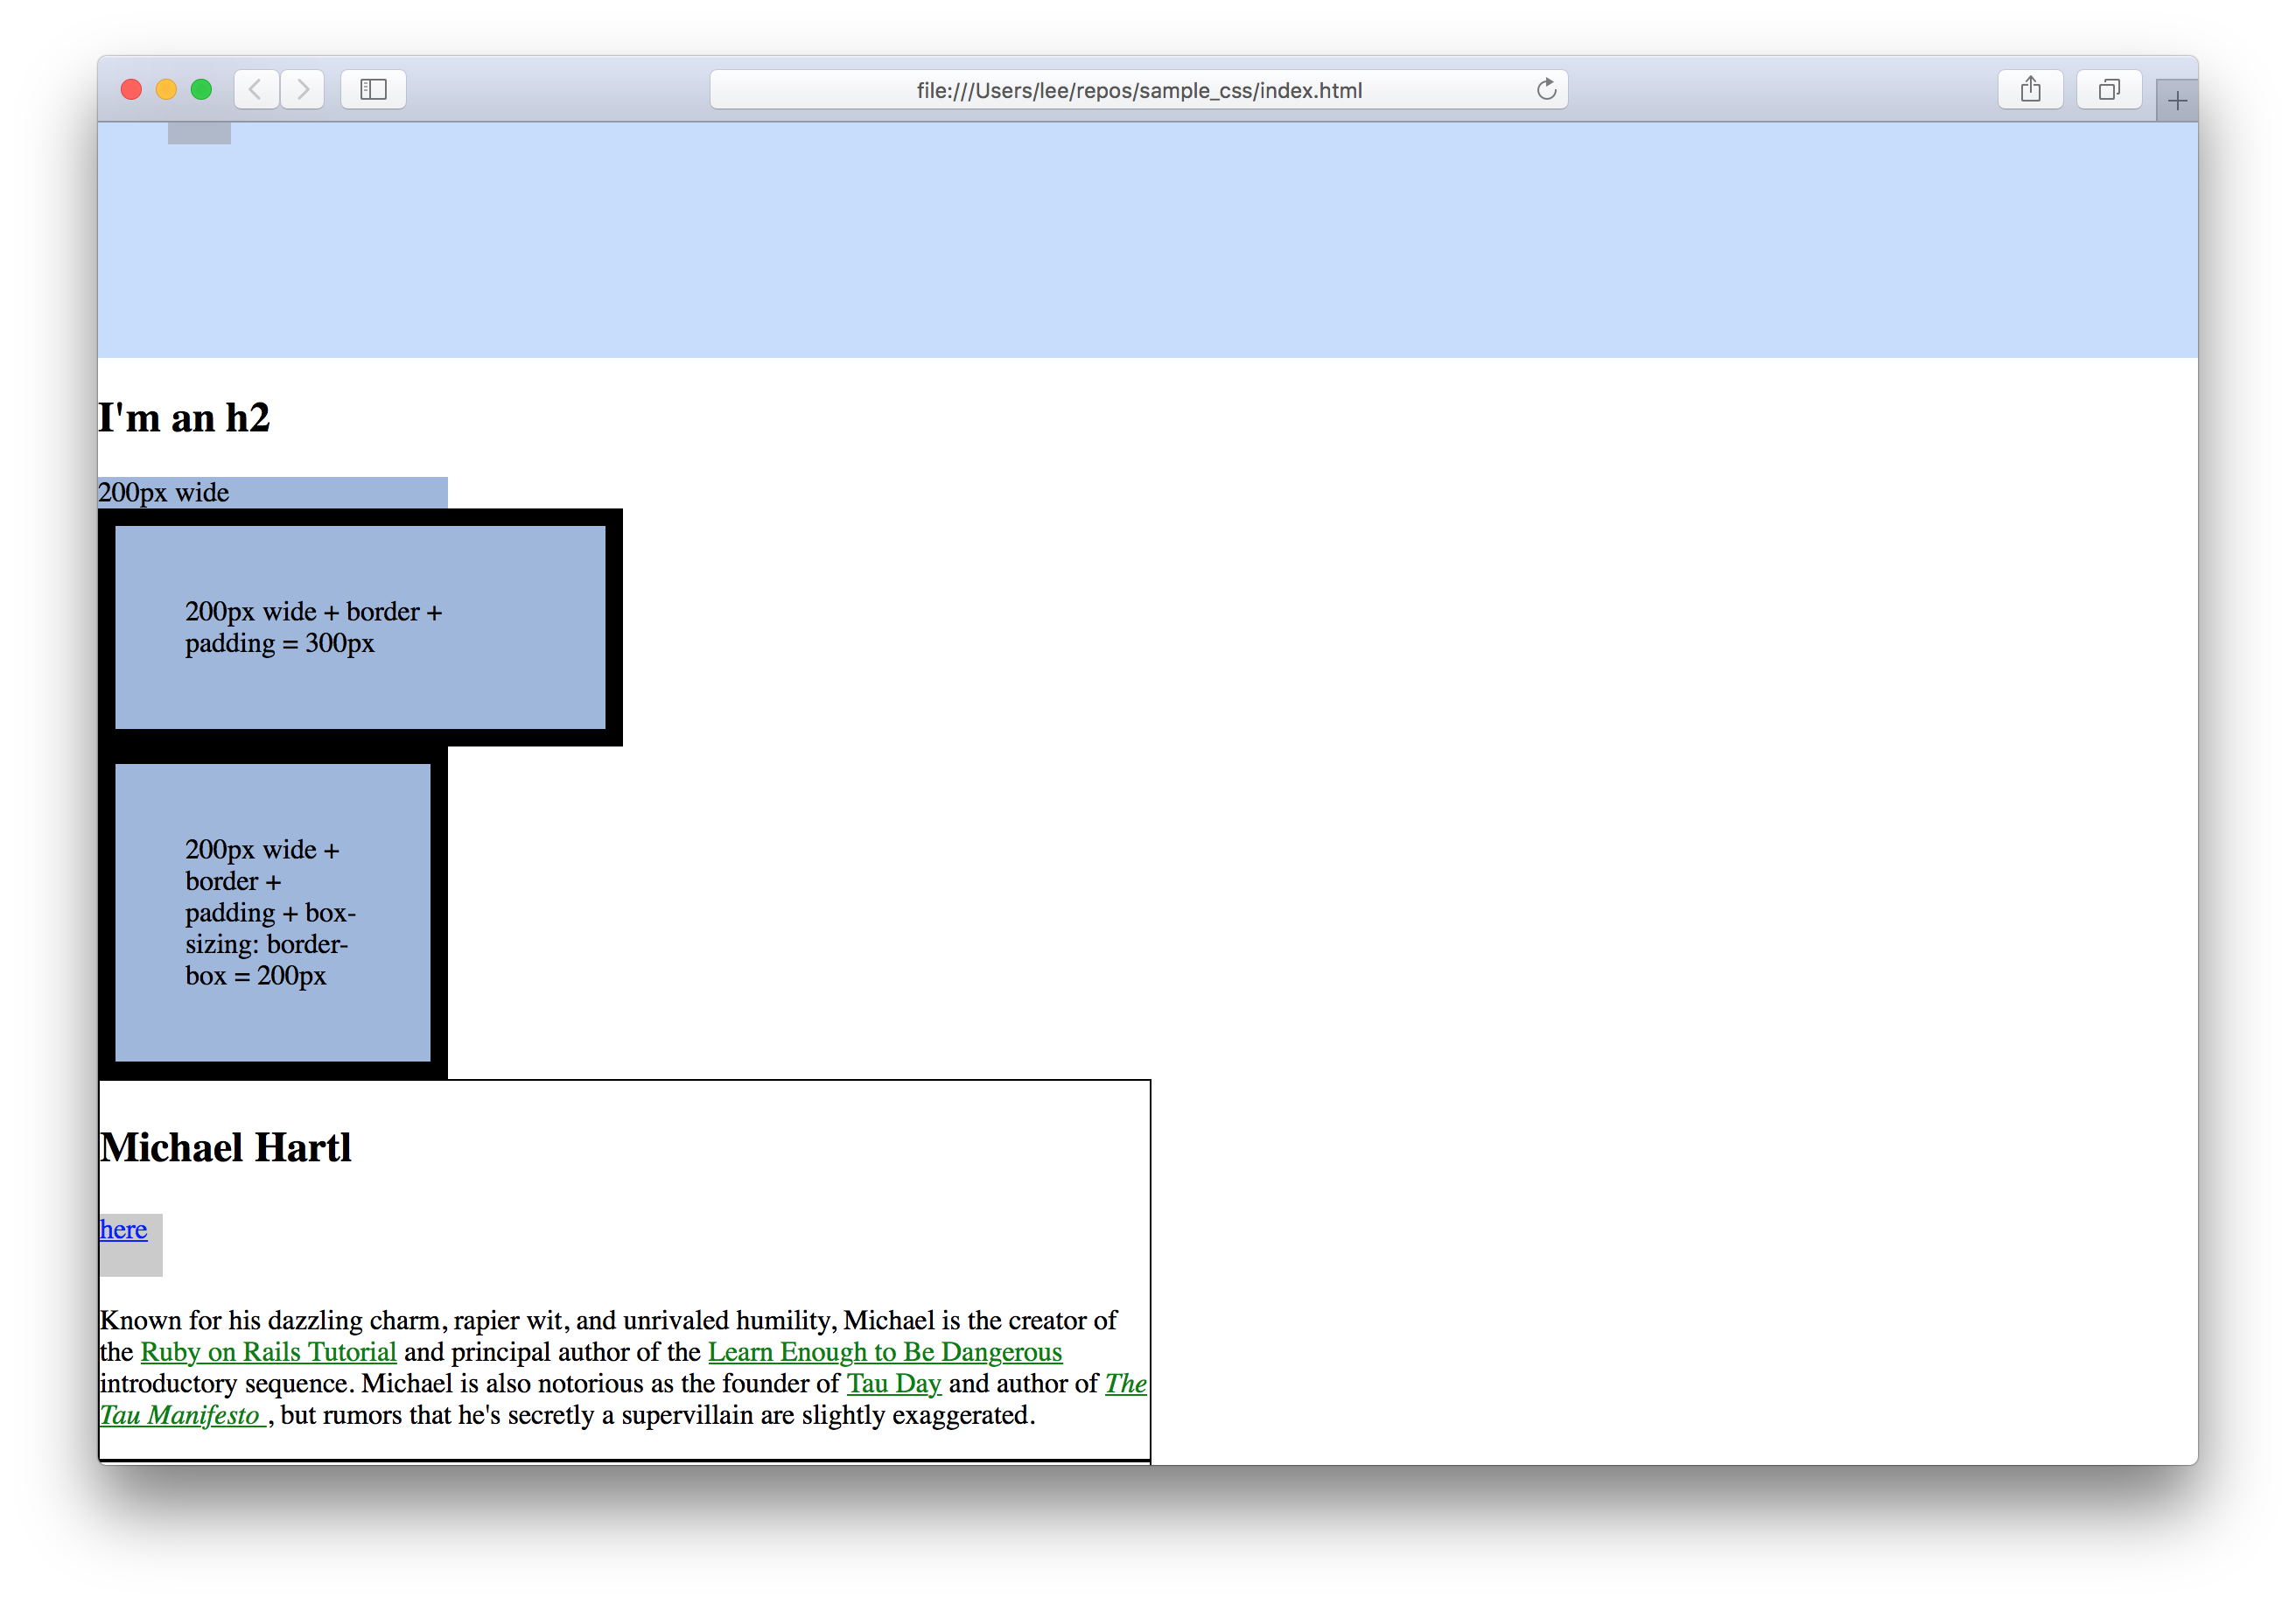 file:///Users/lee/repos/sample_css/index.html
I'm an h2
200px wide
200px wide + border +
padding = 300px
200px wide +
border +
padding + box-
sizing: border-
box = 200px
Michael Hartl
here
Known for his dazzling charm, rapier wit, and unrivaled humility, Michael is the creator of
the Ruby on Rails Tutorial and principal author of the Learn Enough to Be Dangerous
introductory sequence. Michael is also notorious as the founder of Tau Day and author of The
Tau Manifesto , but rumors that he's secretly a supervillain are slightly exaggerated.